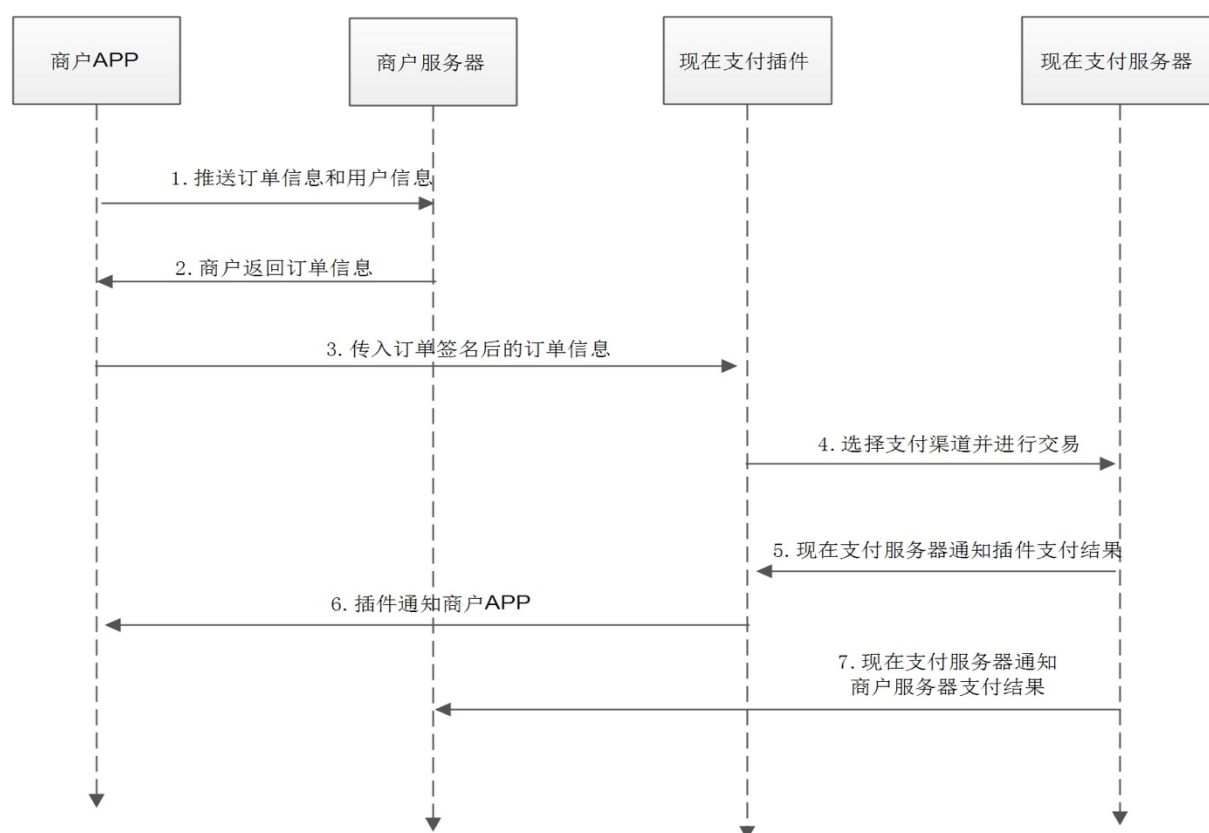 商户APP
商户服务器
现在支付插件
现在支付服务器
1.推送订单信息和用户信息
2.商户返回订单信息
3.传入订单签名后的订单信息
4.选择支付渠道并进行交易
5.现在支付服务器通知插件支付结果
6.插件通知商户APP
7.现在支付服务器通知
商户服务器支付结果